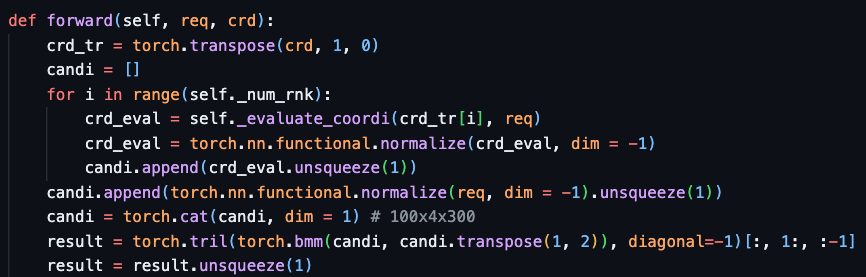 def forward(self, req, crd):
    crd_tr = torch.transpose(crd, 1, 0)
    candi = []
    for i in range(self._num_rnk):
        crd_eval = self._evaluate_coordi(crd_tr[i], req)
        crd_eval = torch.nn.functional.normalize(crd_eval, dim = -1)
        candi.append(crd_eval.unsqueeze(1))
    candi.append(torch.nn.functional.normalize(req, dim = -1).unsqueeze(1))
    candi = torch.cat(candi, dim = 1) # 100x4x300
    result = torch.tril(torch.bmm(candi, candi.transpose(1, 2)), diagonal=-1)[:, 1:, :-1]
    result = result.unsqueeze(1)